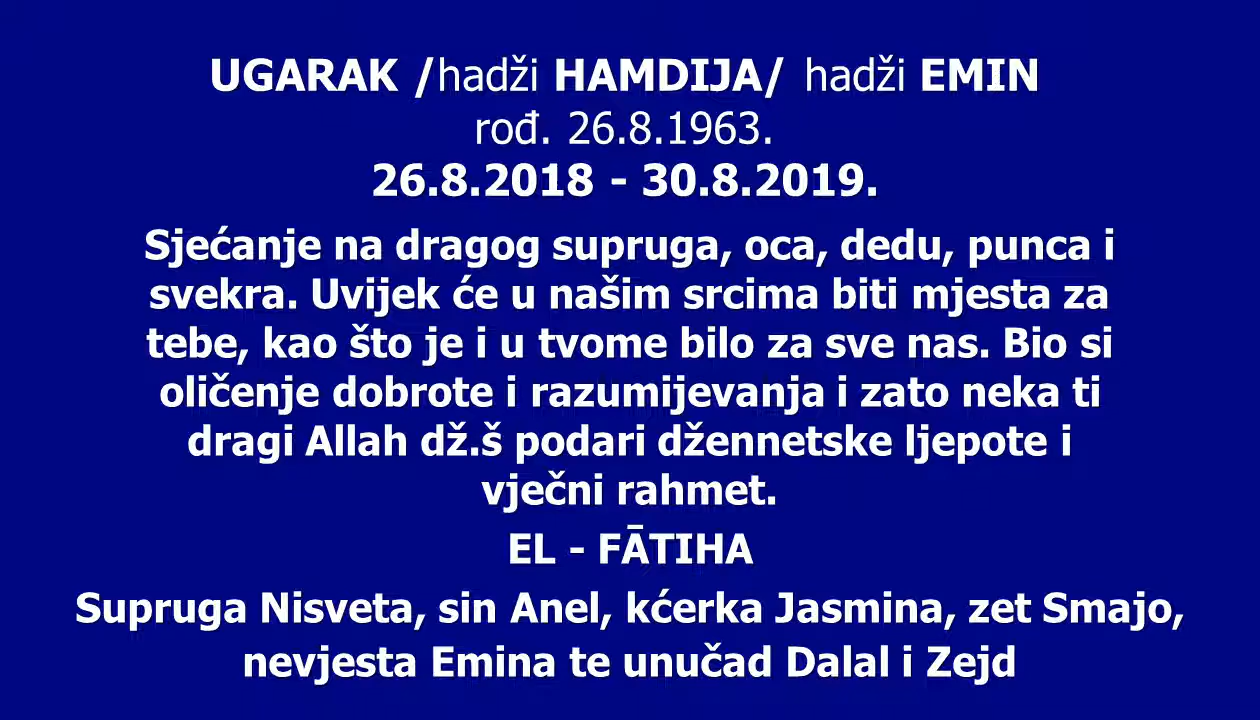 UGARAK /hadži HAMDIJA/ hadži EMIN
rođ. 26.8.1963.
26.8.2018 - 30.8.2019.
Sjećanje na dragog supruga, oca, dedu, punca i
svekra. Uvijek će u našim srcima biti mjesta za
tebe, kao što je i u tvome bilo za sve nas. Bio si
oličenje dobrote i razumijevanja i zato neka ti
dragi Allah dž.š podari džennetske ljepote i
vječni rahmet.
EL - FĀTIHA
Supruga Nisveta, sin Anel, kćerka Jasmina, zet Smajo,
nevjesta Emina te unučad Dalal i Zejd